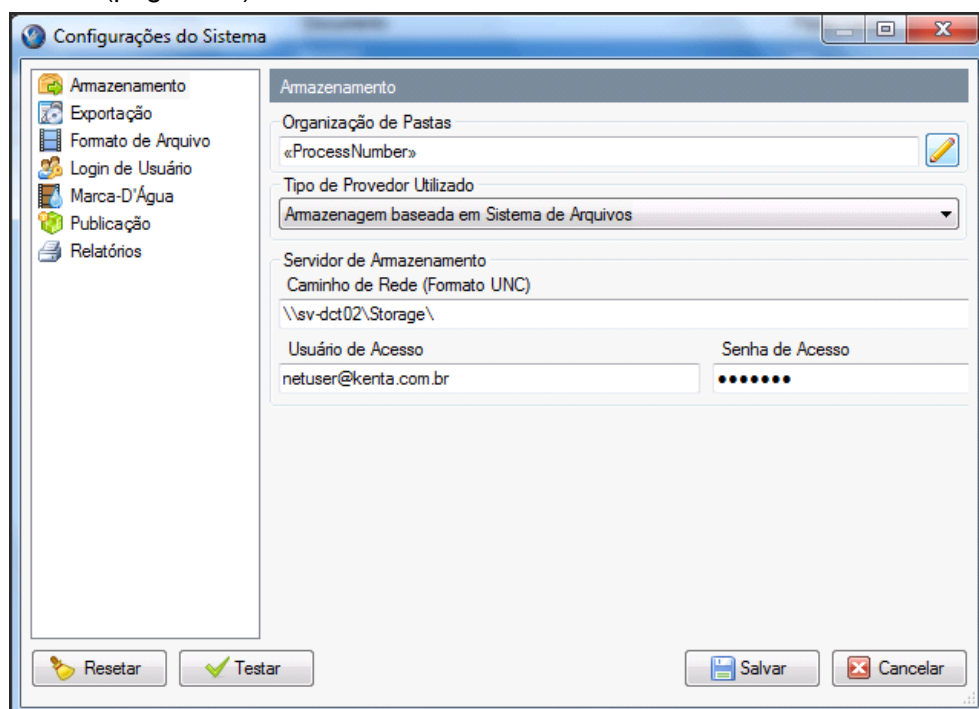 Configurações do Sistema
Armazenamento
Exportação
Formato de Arquivo
Login de Usuário
Marca-D'Água
Publicação
Relatórios
Armazenamento
Organização de Pastas
«ProcessNumber»
Tipo de Provedor Utilizado
Armazenagem baseada em Sistema de Arquivos
Servidor de Armazenamento
Caminho de Rede (Formato UNC)
\\sv-dct02\Storage\
Usuário de Acesso Senha de Acesso
netuser@kenta.com.br •••••••
Resetar Testar Salvar Cancelar